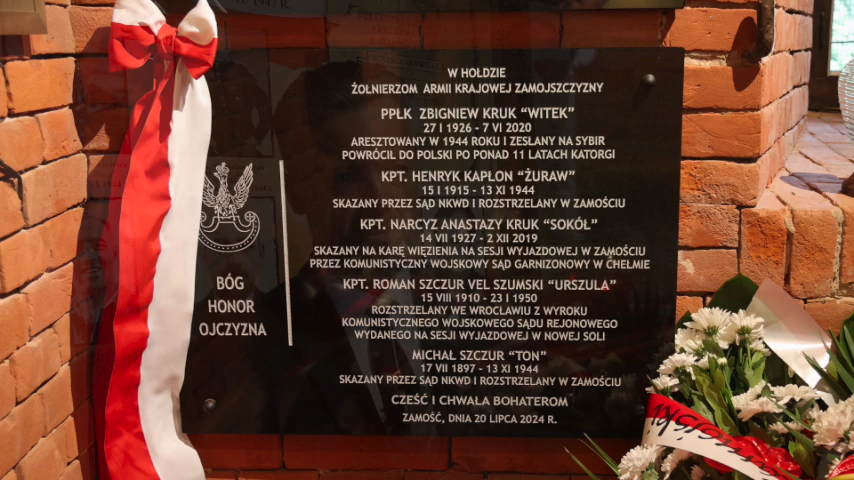 W HOŁDZIE
ŻOŁNIERZOM ARMII KRAJOWEJ ZAMOJSZCZYZNY
PPŁK ZBIGNIEW KRUK "WITEK"
27 I 1926 - 7 VI 2020
ARESZTOWANY W 1944 ROKU I ZESŁANY NA SYBIR
POWRÓCIŁ DO POLSKI PO PONAD 11 LATACH KATORGI
KPT. HENRYK KAPŁON "ŻURAW"
15 I 1915 - 13 XI 1944
SKAZANY PRZEZ SĄD NKWD I ROZSTRZELANY W ZAMOŚCIU
KPT. NARCYZ ANASTAZY KRUK "SOKÓŁ"
14 VII 1927 - 2 XII 2019
SKAZANY NA KARĘ WIĘZIENIA NA SESJI WYJAZDOWEJ W ZAMOŚCIU
PRZEZ KOMUNISTYCZNY WOJSKOWY SĄD GARNIZONOWY W CHEŁMIE
KPT. ROMAN SZCZUR VEL SZUMSKI "URSZULA"
15 VIII 1910 - 23 I 1950
ROZSTRZELANY WE WROCŁAWIU Z WYROKU
KOMUNISTYCZNEGO WOJSKOWEGO SĄDU REJONOWEGO
WYDANEGO NA SESJI WYJAZDOWEJ W NOWEJ SOLI
MICHAŁ SZCZUR "TON"
17 VII 1897 - 13 XI 1944
SKAZANY PRZEZ SĄD NKWD I ROZSTRZELANY W ZAMOŚCIU
CZEŚĆ I CHWAŁA BOHATEROM
ZAMOŚĆ, DNIA 20 LIPCA 2024 R.
BÓG
HONOR
OJCZYZNA